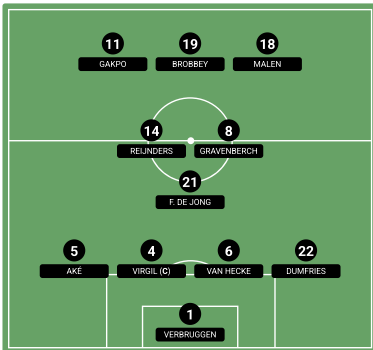 11 19 18
GAKPO BROBBEY MALEN
14 8
REIJNDERS GRAVENBERCH
21
F. DE JONG
5 4 6 22
AKÉ VIRGIL (C) VAN HECKE DUMFRIES
1
VERBRUGGEN